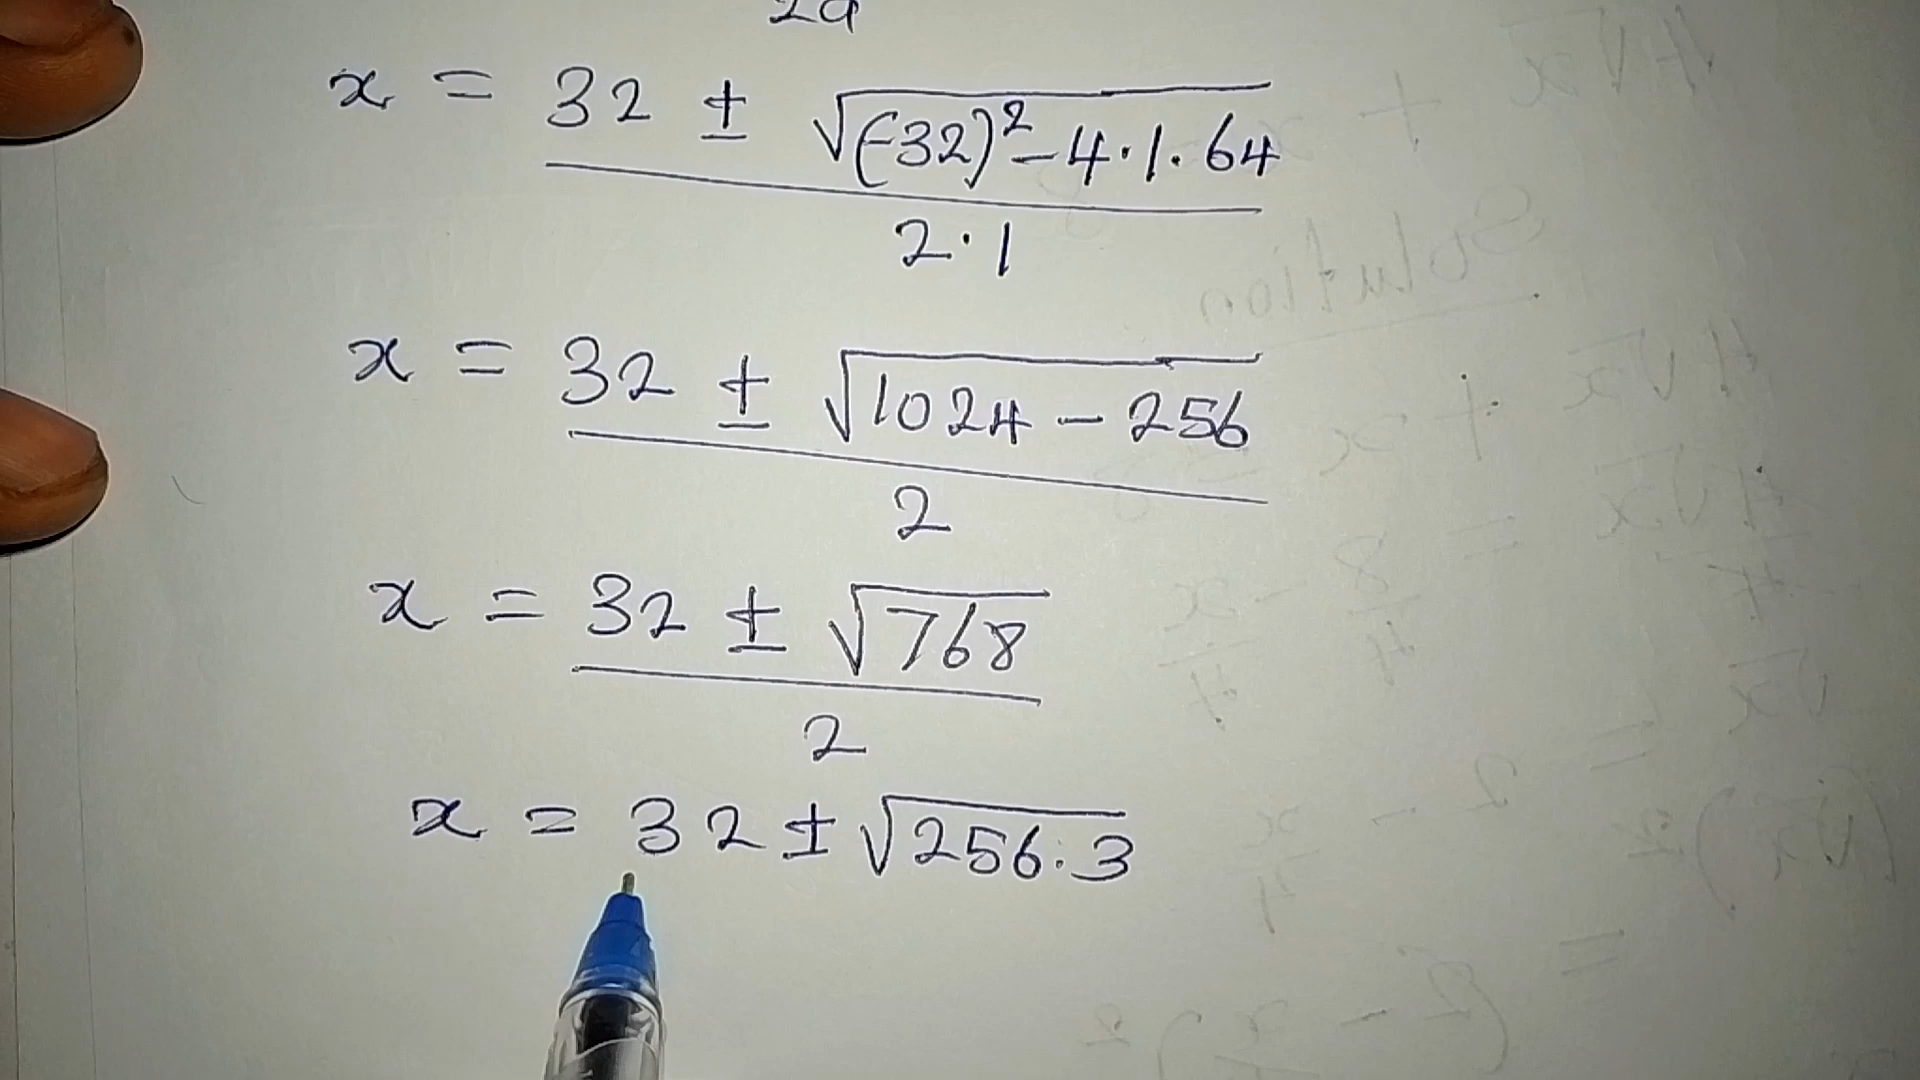 2a
x = 32 ± √(-32)² - 4·1·64
2·1
x = 32 ± √1024 - 256
2
x = 32 ± √768
2
x = 32 ± √256·3